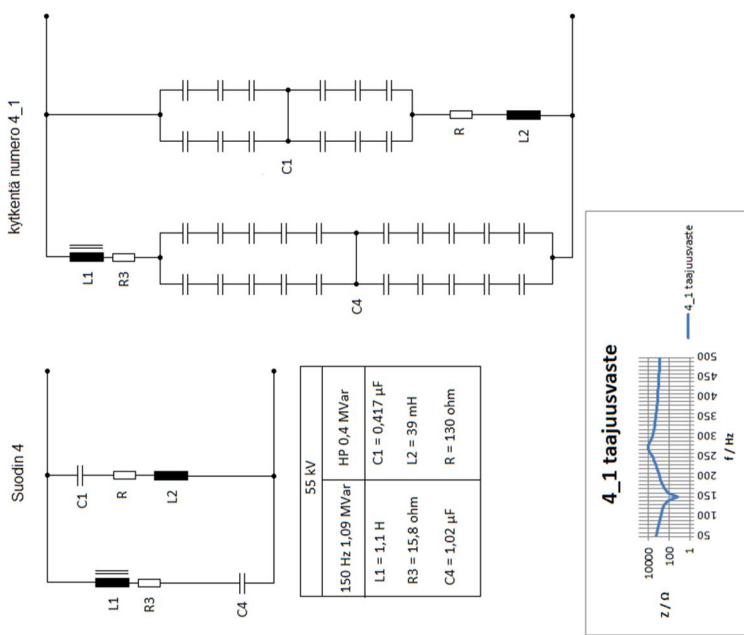 kytkentä numero 4_1
C1
R
L2
L1
R3
C4
Suodin 4
C1
R
L2
L1
R3
C4
55 kV
150 Hz 1,09 MVar HP 0,4 MVar
L1 = 1,1 H C1 = 0,417 µF
R3 = 15,8 ohm L2 = 39 mH
C4 = 1,02 µF R = 130 ohm
4_1 taajuusvaste
10000
100
1
z / Ω
50 100 150 200 250 300 350 400 450 500
f / Hz
4_1 taajuusvaste